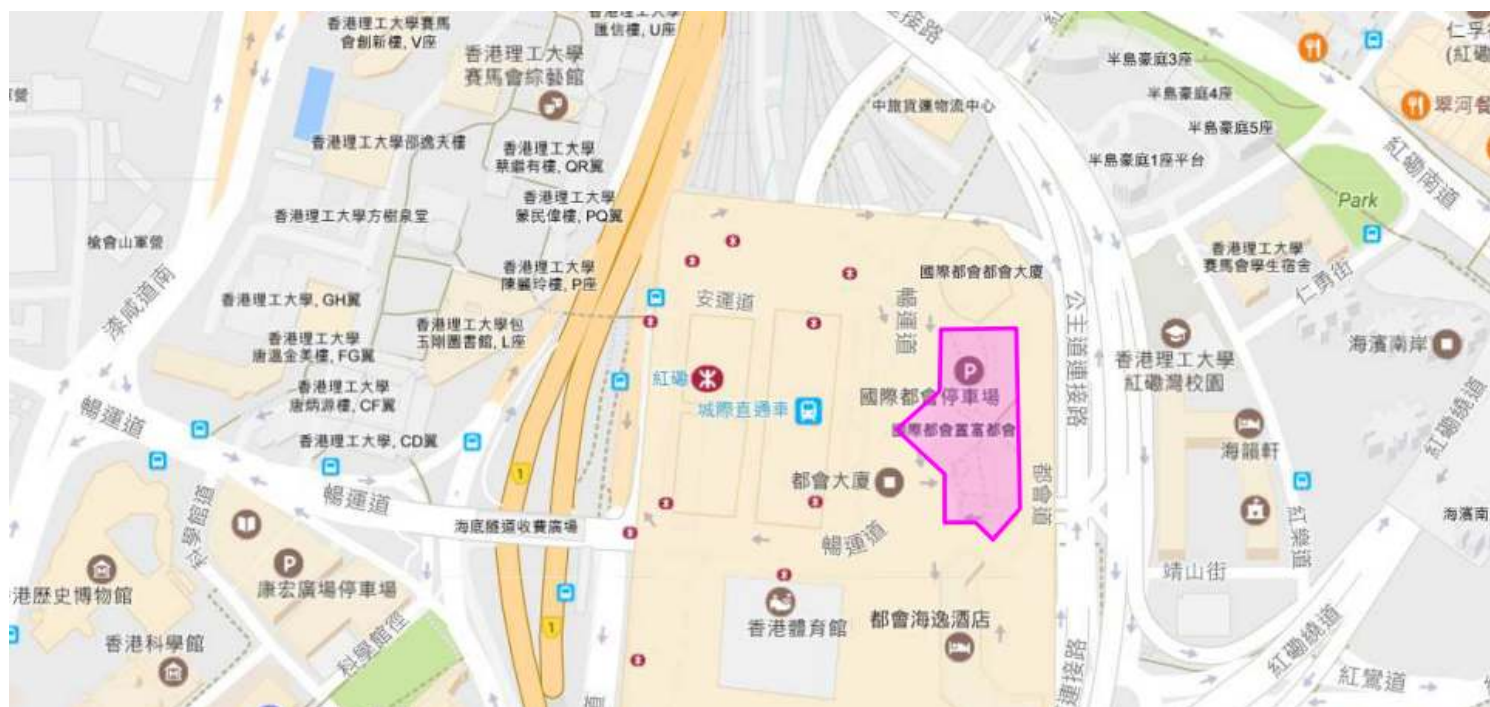 香港理工大學賽馬
會創新樓, V座
匯信樓, U座
香港理工大學
賽馬會綜藝館
連接路
中旅貨運物流中心
半島豪庭3座
半島豪庭4座
半島豪庭5座
半島豪庭1座平台
翠河餐
紅磡南道
Park
香港理工大學邵逸夫樓
香港理工大學
蔡繼有樓, QR翼
香港理工大學
蒙民偉樓, PQ翼
香港理工大學方樹泉堂
槍會山軍營
香港理工大學
陳麗玲樓, P座
漆咸道南
香港理工大學, GH翼
香港理工大學包
玉剛圖書館, L座
香港理工大學
唐溫金美樓, FG翼
香港理工大學
唐炳源樓, CF翼
香港理工大學, CD翼
暢運道
暢運道
安運道
暢運道
國際都會都會大廈
公主道連接路
香港理工大學
賽馬會學生宿舍
仁勇街
香港理工大學
紅磡灣校園
海濱南岸
紅磡繞道
紅磡
城際直通車
P
國際都會停車場
國際都會置富都會
都會大廈
都會道
暢運道
海韻軒
紅樂道
海濱南
靖山街
1
海底隧道收費廣場
科學館道
P
康宏廣場停車場
港歷史博物館
香港科學館
科學館徑
1
香港體育館
都會海逸酒店
連接路
紅磡繞道
紅鸞道